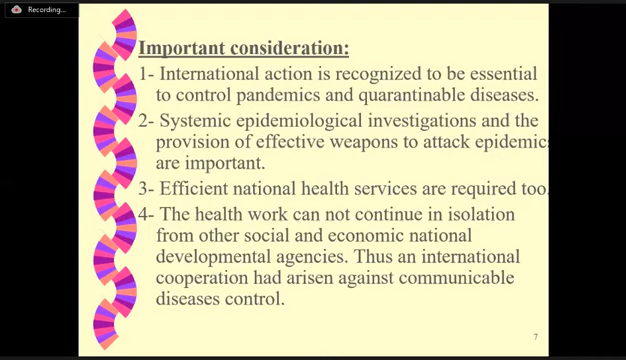 Recording...
Important consideration:
1- International action is recognized to be essential
to control pandemics and quarantinable diseases.
2- Systemic epidemiological investigations and the
provision of effective weapons to attack epidemics
are important.
3- Efficient national health services are required too.
4- The health work can not continue in isolation
from other social and economic national
developmental agencies. Thus an international
cooperation had arisen against communicable
diseases control.
7